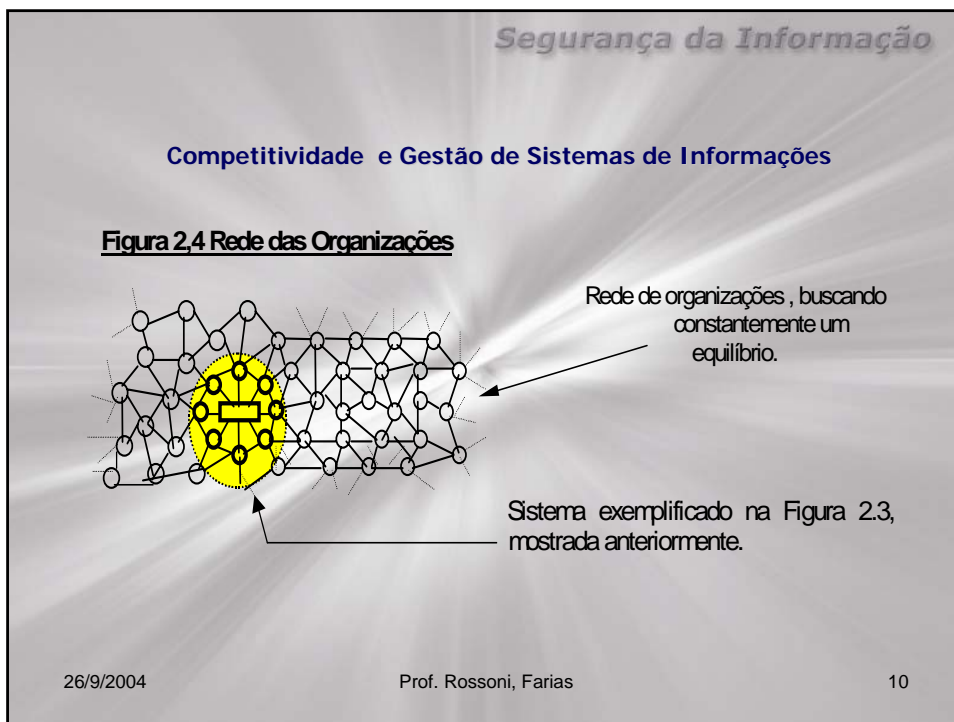 Segurança da Informação
Competitividade e Gestão de Sistemas de Informações
Figura 2,4 Rede das Organizações
Rede de organizações , buscando
constantemente um
equilíbrio.
Sistema exemplificado na Figura 2.3,
mostrada anteriormente.
26/9/2004
Prof. Rossoni, Farias
10